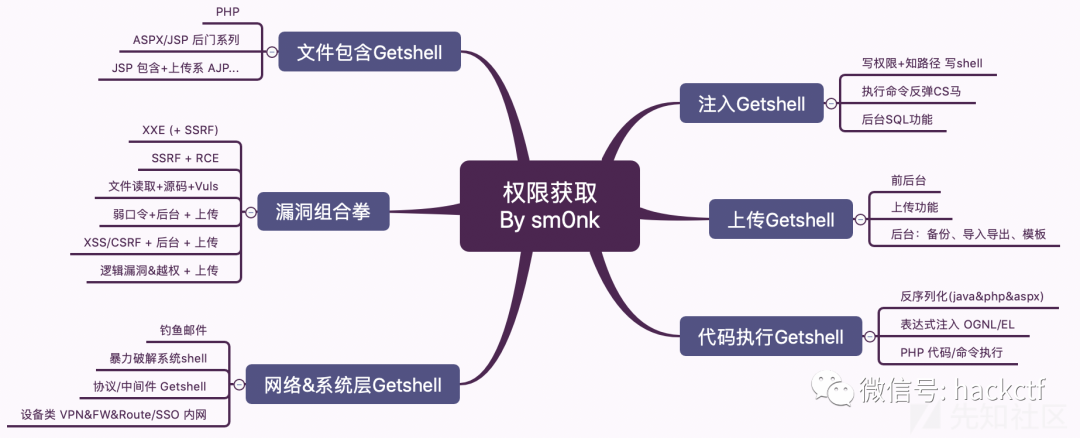 权限获取
By sm0nk
文件包含Getshell
PHP
ASPX/JSP 后门系列
JSP 包含+上传系 AJP...
漏洞组合拳
XXE (+ SSRF)
SSRF + RCE
文件读取+源码+Vuls
弱口令+后台 + 上传
XSS/CSRF + 后台 + 上传
逻辑漏洞&越权 + 上传
网络&系统层Getshell
钓鱼邮件
暴力破解系统shell
协议/中间件 Getshell
设备类 VPN&FW&Route/SSO 内网
注入Getshell
写权限+知路径 写shell
执行命令反弹CS马
后台SQL功能
上传Getshell
前后台
上传功能
后台：备份、导入导出、模板
代码执行Getshell
反序列化(java&php&aspx)
表达式注入 OGNL/EL
PHP 代码/命令执行
微信号: hackctf
先知社区